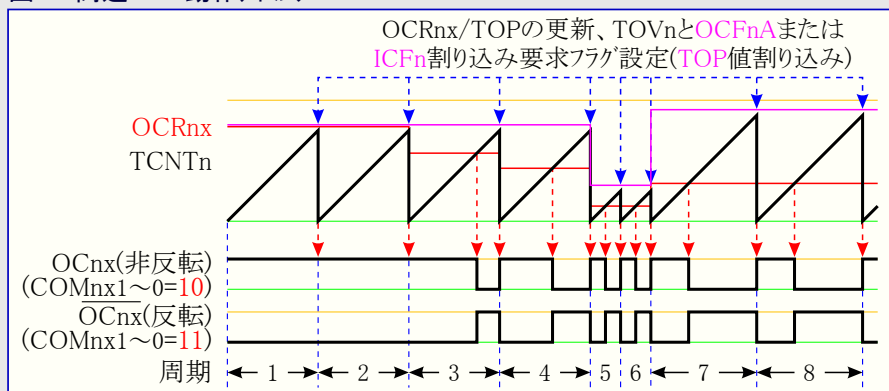 OCRnx/TOPの更新、TOVnとOCFnAまたは
ICFn割り込み要求フラグ設定(TOP値割り込み)
OCRnx
TCNTn
OCnx(非反転)
(COMnx1～0=10)
OCnx(反転)
(COMnx1～0=11)
周期 1 2 3 4 5 6 7 8